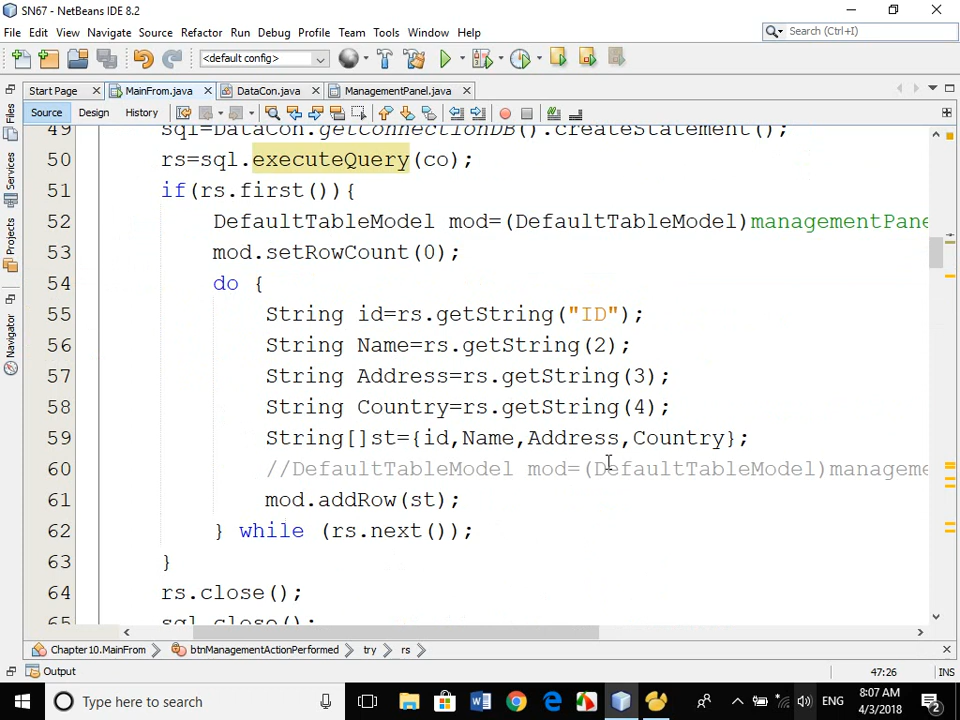 SN67 - NetBeans IDE 8.2
File Edit View Navigate Source Refactor Run Debug Profile Team Tools Window Help
Search (Ctrl+I)
<default config>
Start Page MainFrom.java DataCon.java ManagementPanel.java
Source Design History
Files
Services
Projects
Navigator
49 sql=DataCon.getConnectionDB().createStatement();
50 rs=sql.executeQuery(co);
51 if(rs.first()){
52 DefaultTableModel mod=(DefaultTableModel)managementPane
53 mod.setRowCount(0);
54 do {
55 String id=rs.getString("ID");
56 String Name=rs.getString(2);
57 String Address=rs.getString(3);
58 String Country=rs.getString(4);
59 String[]st={id,Name,Address,Country};
60 //DefaultTableModel mod=(DefaultTableModel)manageme
61 mod.addRow(st);
62 } while (rs.next());
63 }
64 rs.close();
65 sql.close();
Chapter10.MainFrom btnManagementActionPerformed try rs
Output 47:26 INS
Type here to search
ENG
8:07 AM
4/3/2018
2